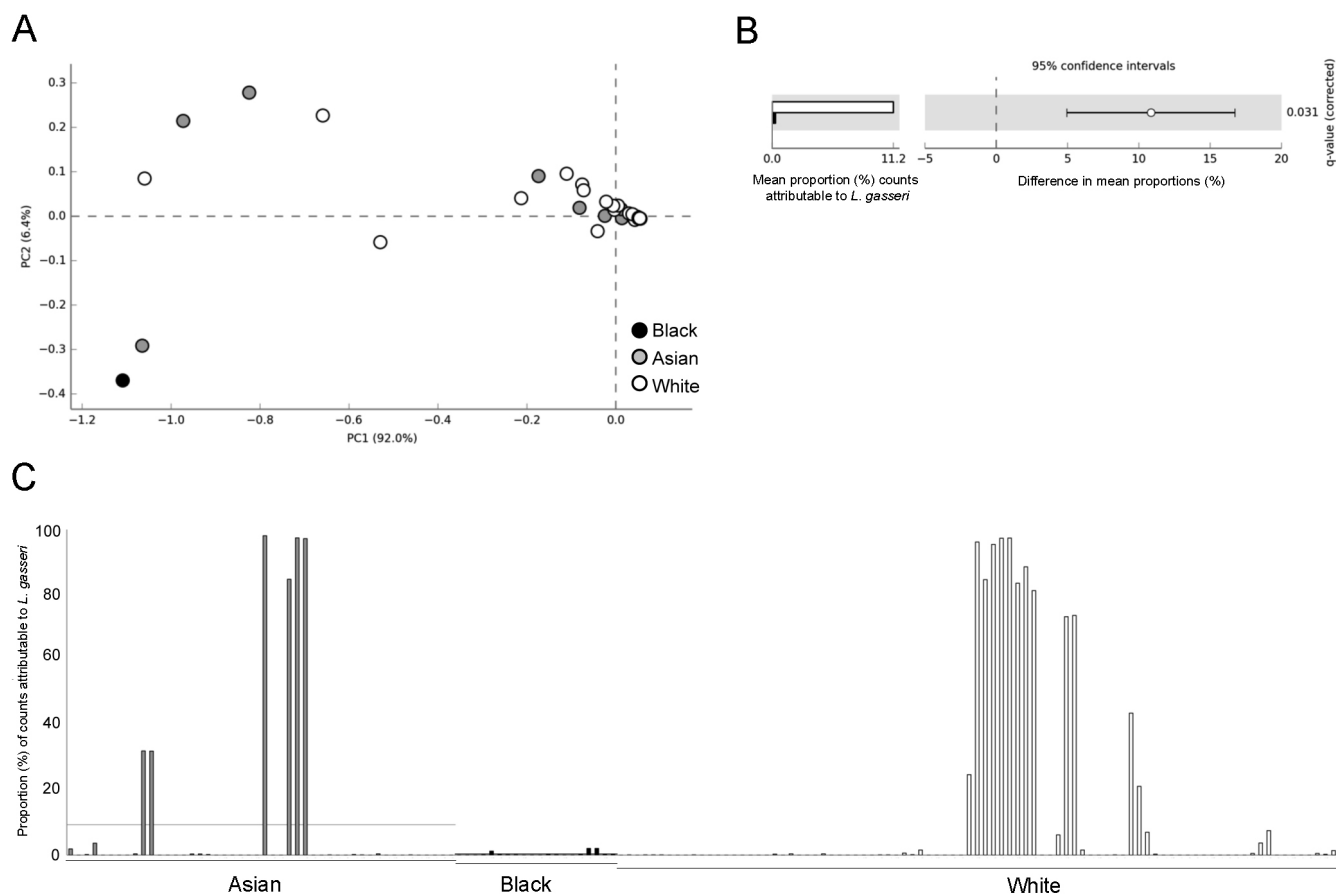 A
0.3
0.2
0.1
0.0
−0.1
−0.2
−0.3
−0.4
PC2 (6.4%)
−1.2 −1.0 −0.8 −0.6 −0.4 −0.2 0.0
PC1 (92.0%)
Black
Asian
White
B
95% confidence intervals
0.031
q-value (corrected)
0.0 11.2
−5 0 5 10 15 20
Mean proportion (%) counts
attributable to L. gasseri
Difference in mean proportions (%)
C
Proportion (%) of counts attributable to L. gasseri
100
80
60
40
20
0
Asian Black White